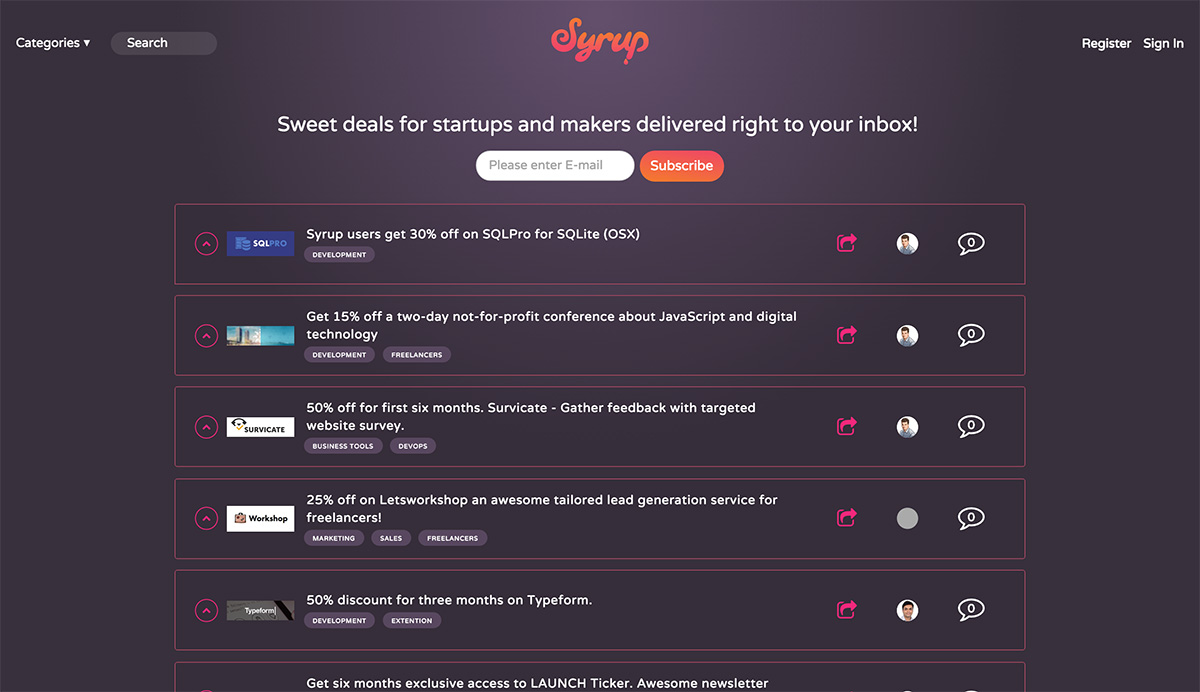 Categories ▾
Search
Syrup
Register
Sign In
Sweet deals for startups and makers delivered right to your inbox!
Please enter E-mail
Subscribe
SQLPRO
Syrup users get 30% off on SQLPro for SQLite (OSX)
DEVELOPMENT
0
Get 15% off a two-day not-for-profit conference about JavaScript and digital
technology
DEVELOPMENT
FREELANCERS
0
SURVICATE
50% off for first six months. Survicate - Gather feedback with targeted
website survey.
BUSINESS TOOLS
DEVOPS
0
Workshop
25% off on Letsworkshop an awesome tailored lead generation service for
freelancers!
MARKETING
SALES
FREELANCERS
0
Typeform
50% discount for three months on Typeform.
DEVELOPMENT
EXTENTION
0
Get six months exclusive access to LAUNCH Ticker. Awesome newsletter